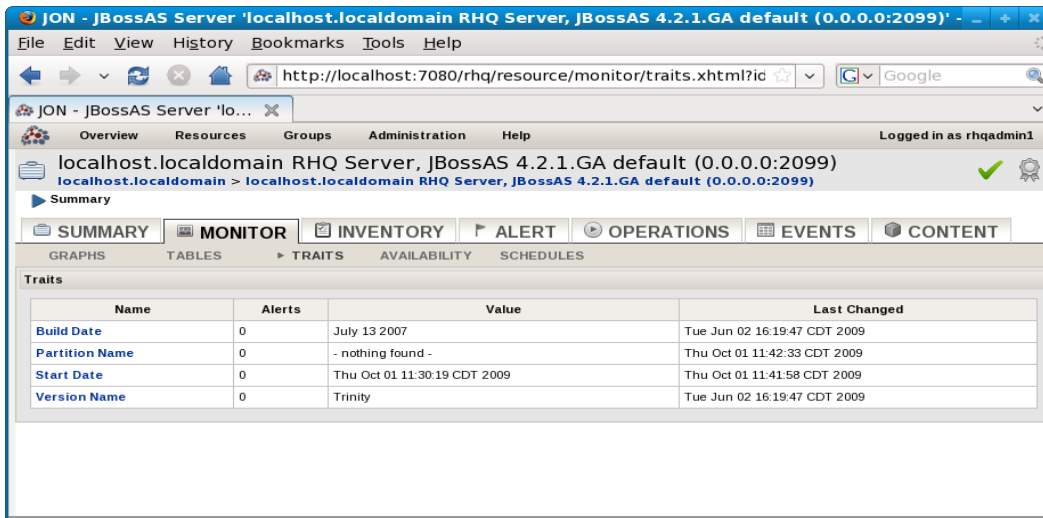 JON - JBossAS Server 'localhost.localdomain RHQ Server, JBossAS 4.2.1.GA default (0.0.0.0:2099)' -
File Edit View History Bookmarks Tools Help
http://localhost:7080/rhq/resource/monitor/traits.xhtml?id G Google
JON - JBossAS Server 'lo...
Overview Resources Groups Administration Help Logged in as rhqadmin1
localhost.localdomain RHQ Server, JBossAS 4.2.1.GA default (0.0.0.0:2099)
localhost.localdomain > localhost.localdomain RHQ Server, JBossAS 4.2.1.GA default (0.0.0.0:2099)
Summary
SUMMARY MONITOR INVENTORY ALERT OPERATIONS EVENTS CONTENT
GRAPHS TABLES TRAITS AVAILABILITY SCHEDULES
Traits
Name Alerts Value Last Changed
Build Date 0 July 13 2007 Tue Jun 02 16:19:47 CDT 2009
Partition Name 0 - nothing found - Thu Oct 01 11:42:33 CDT 2009
Start Date 0 Thu Oct 01 11:30:19 CDT 2009 Thu Oct 01 11:41:58 CDT 2009
Version Name 0 Trinity Tue Jun 02 16:19:47 CDT 2009